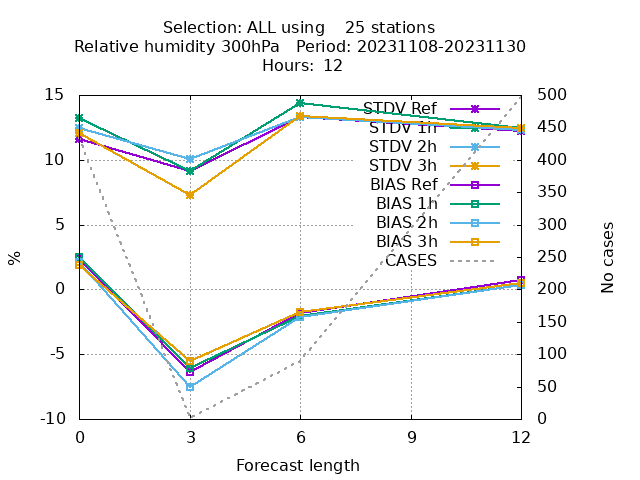 Selection: ALL using    25 stations
Relative humidity 300hPa   Period: 20231108-20231130
Hours: 12
15
10
5
0
-5
-10
%
500
450
400
350
300
250
200
150
100
50
0
No cases
STDV Ref
STDV 1h
STDV 2h
STDV 3h
BIAS Ref
BIAS 1h
BIAS 2h
BIAS 3h
CASES
0 3 6 9 12
Forecast length